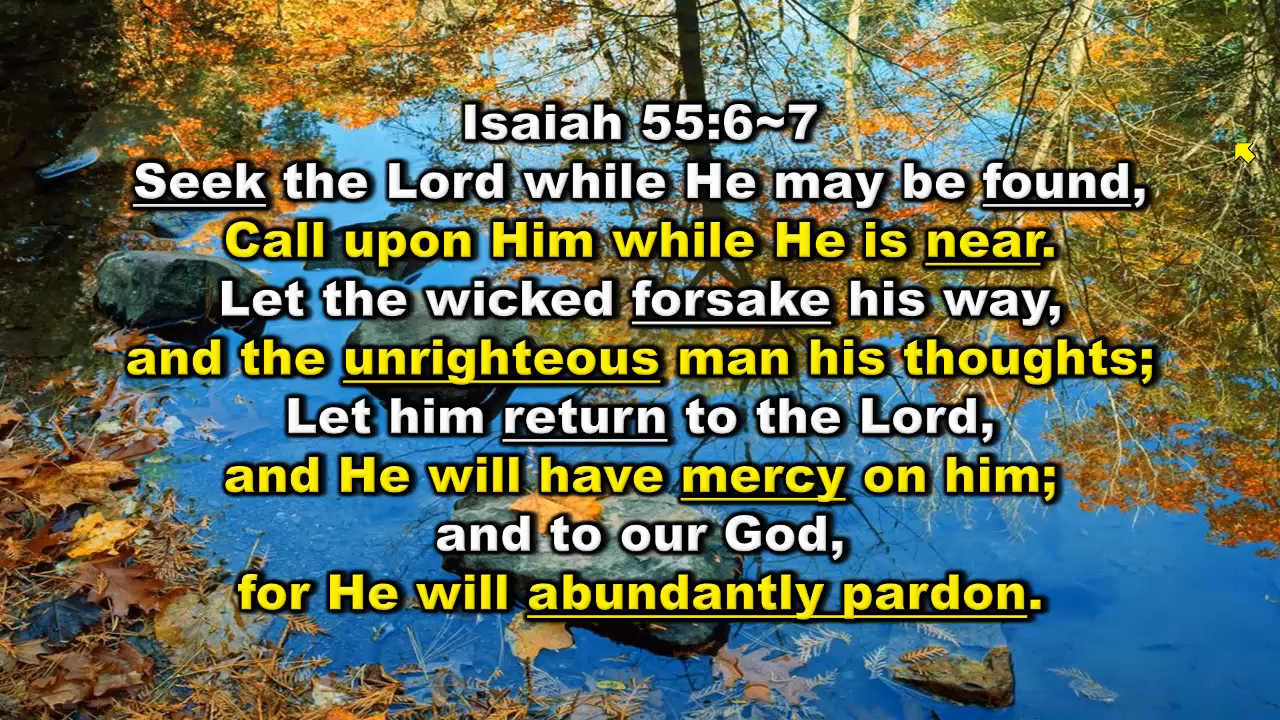 Isaiah 55:6~7
Seek the Lord while He may be found,
Call upon Him while He is near.
Let the wicked forsake his way,
and the unrighteous man his thoughts;
Let him return to the Lord,
and He will have mercy on him;
and to our God,
for He will abundantly pardon.